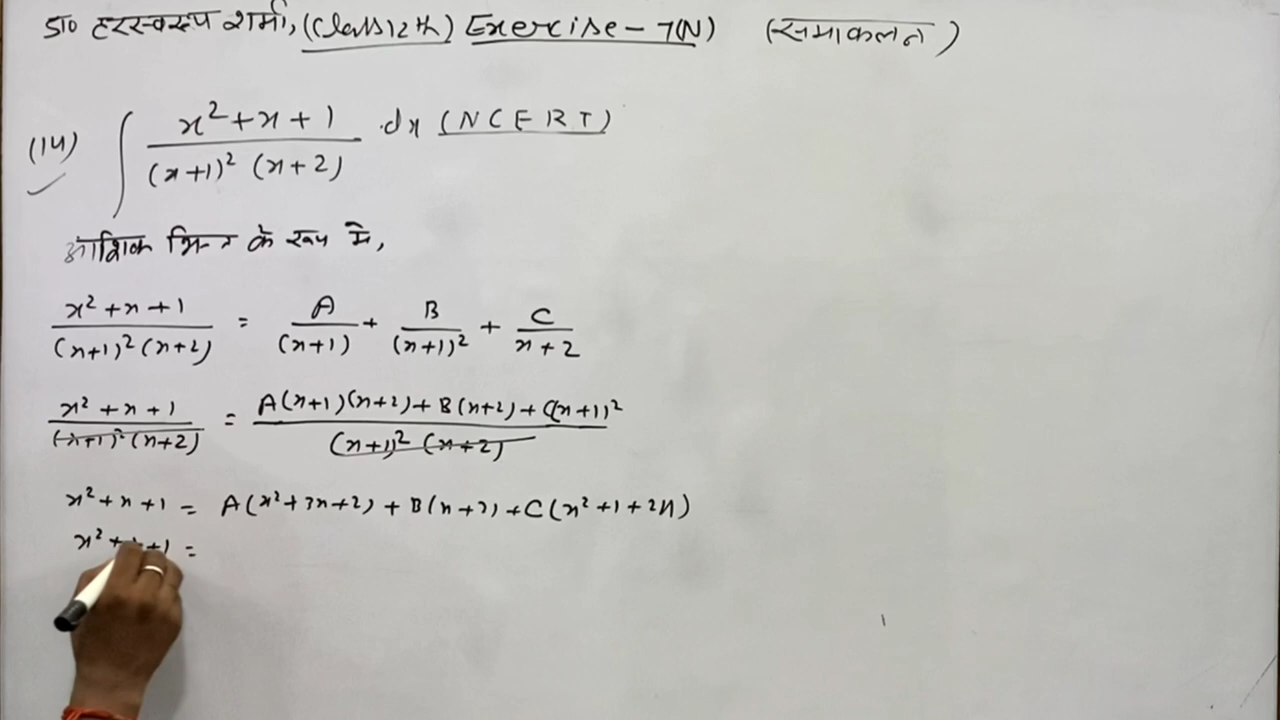 डा० हरस्वरूप शर्मा, (Class 12th) Exercise - 7(N) (समाकलन)
(14) ∫ x² + x + 1 / (x+1)² (x+2) .dx (NCERT)
आंशिक भिन्न के रूप में,
x² + x + 1 / (x+1)² (x+2) = A / (x+1) + B / (x+1)² + C / x+2
x² + x + 1 / (x+1)² (x+2) = A(x+1)(x+2) + B(x+2) + C(x+1)² / (x+1)² (x+2)
x² + x + 1 = A(x² + 3x + 2) + B(x+2) + C(x² + 1 + 2x)
x² + x + 1 =